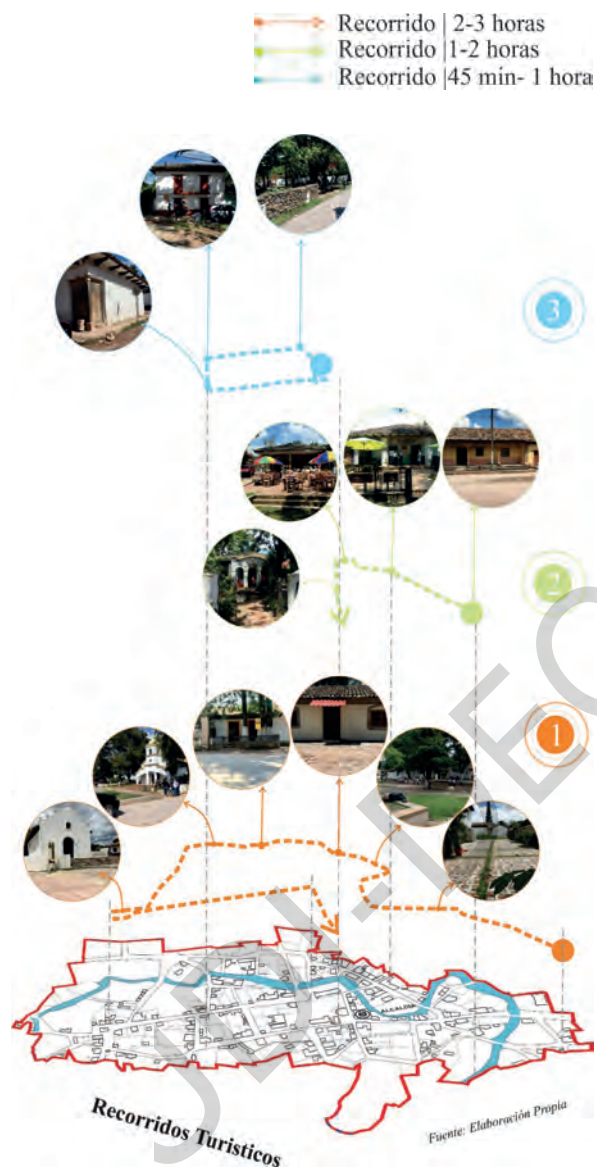 Recorrido | 2-3 horas
Recorrido |1-2 horas
Recorrido |45 min- 1 hora
3
2
1
ALCALDIA
Recorridos Turisticos
Fuente: Elaboración Propia